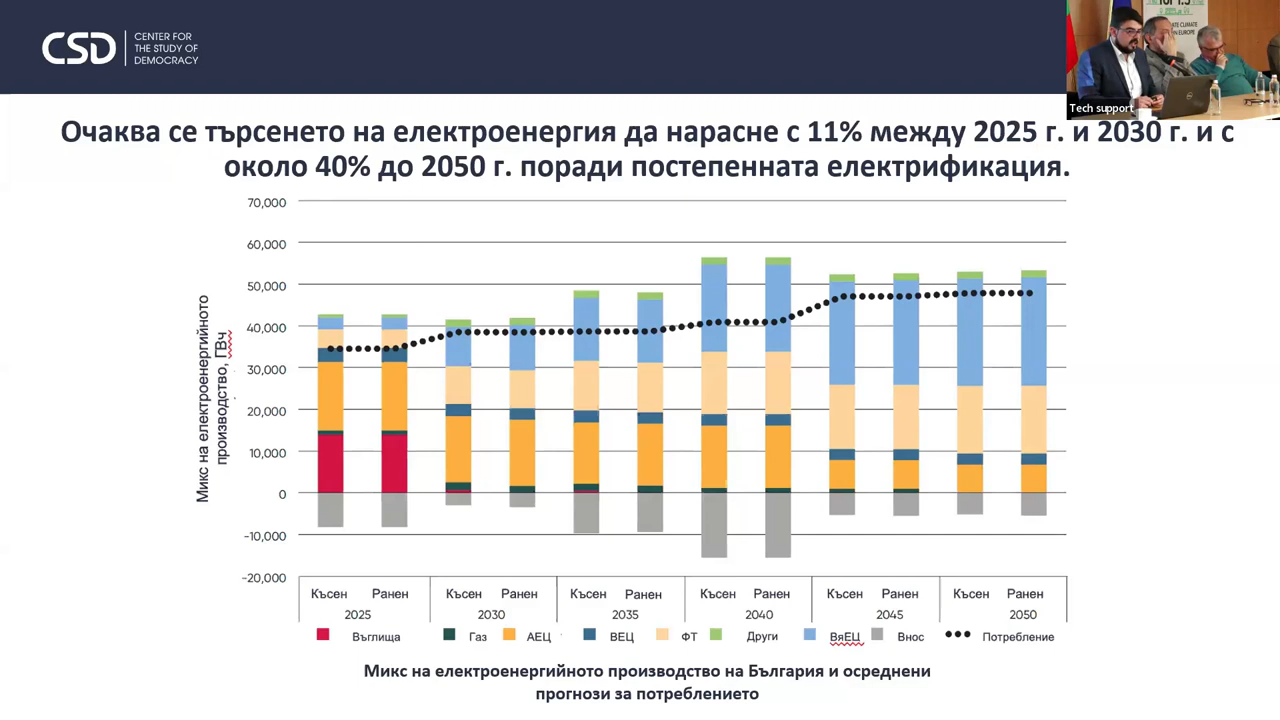 CSD
CENTER FOR
THE STUDY OF
DEMOCRACY
Tech support
Очаква се търсенето на електроенергия да нарасне с 11% между 2025 г. и 2030 г. и с
около 40% до 2050 г. поради постепенната електрификация.
Микс на електроенергийното
производство, ГВч
70,000
60,000
50,000
40,000
30,000
20,000
10,000
0
-10,000
-20,000
Късен Ранен Късен Ранен Късен Ранен Късен Ранен Късен Ранен Късен Ранен
2025 2030 2035 2040 2045 2050
Въглища Газ АЕЦ ВЕЦ ФТ Други ВяЕЦ Внос Потребление
Микс на електроенергийното производство на България и осреднени
прогнози за потреблението